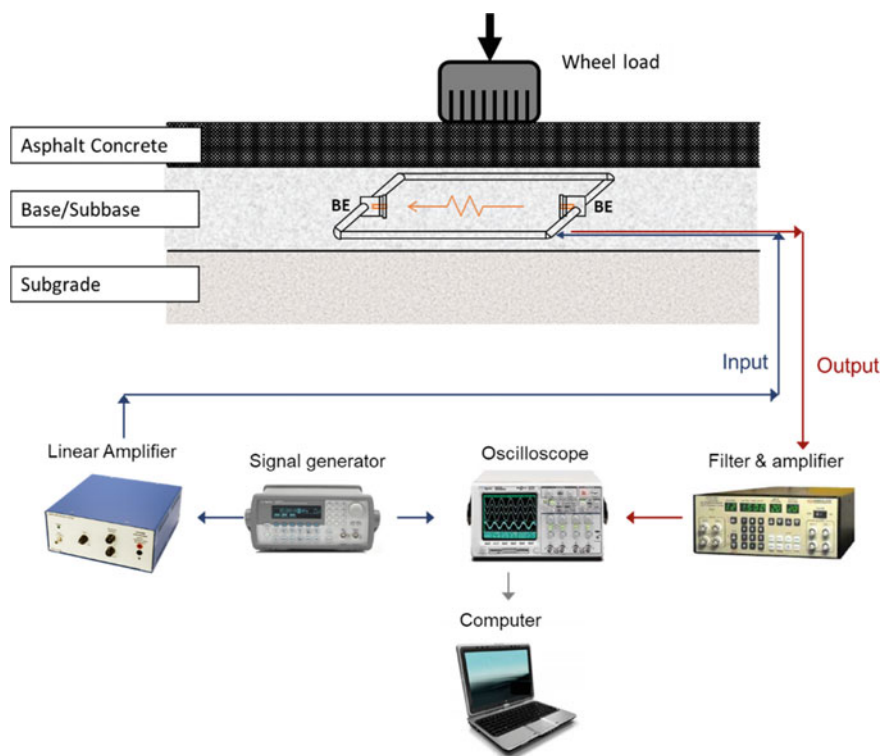 Wheel load
Asphalt Concrete
BE
BE
Base/Subbase
Subgrade
Input
Output
Linear Amplifier
Signal generator
Oscilloscope
Filter & amplifier
Computer